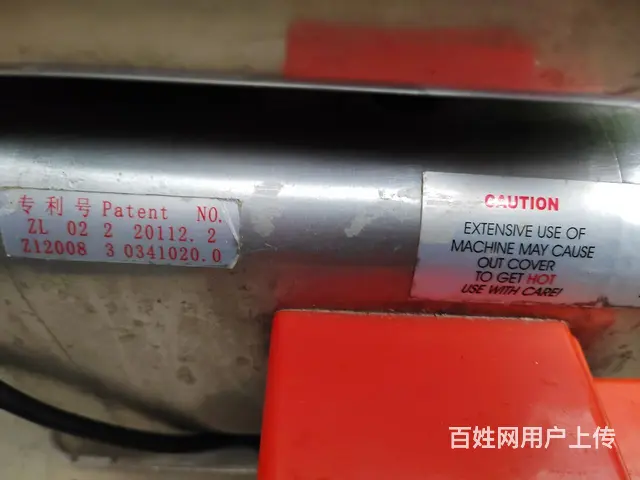 专利号 Patent NO.
ZL 02 2 20112.2
Z12008 3 0341020.0
CAUTION
EXTENSIVE USE OF
MACHINE MAY CAUSE
OUT COVER
TO GET HOT
USE WITH CARE!
百姓网用户上传